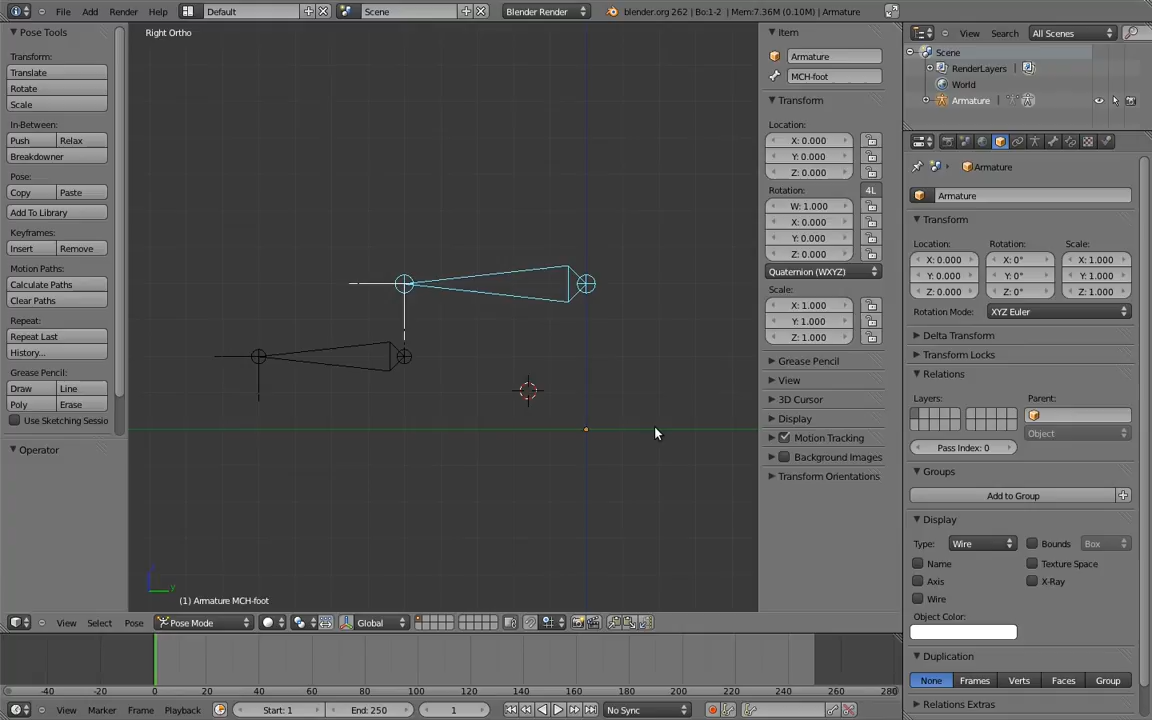 File Add Render Help Default Scene Blender Render blender.org 262 | Bo:1-2 | Mem:7.36M (0.10M) | Armature
Pose Tools
Transform:
Translate
Rotate
Scale
In-Between:
Push Relax
Breakdowner
Pose:
Copy Paste
Add To Library
Keyframes:
Insert Remove
Motion Paths:
Calculate Paths
Clear Paths
Repeat:
Repeat Last
History...
Grease Pencil:
Draw Line
Poly Erase
Use Sketching Sessio
Operator
Right Ortho
(1) Armature MCH-foot
View Select Pose Pose Mode Global
Item
Armature
MCH-foot
Transform
Location:
X: 0.000
Y: 0.000
Z: 0.000
Rotation: 4L
W: 1.000
X: 0.000
Y: 0.000
Z: 0.000
Quaternion (WXYZ)
Scale:
X: 1.000
Y: 1.000
Z: 1.000
Grease Pencil
View
3D Cursor
Display
Motion Tracking
Background Images
Transform Orientations
View Search All Scenes
Scene
RenderLayers
World
Armature
Armature
Armature
Transform
Location: Rotation: Scale:
X: 0.000 X: 0° X: 1.000
Y: 0.000 Y: 0° Y: 1.000
Z: 0.000 Z: 0° Z: 1.000
Rotation Mode: XYZ Euler
Delta Transform
Transform Locks
Relations
Layers: Parent:
Object
Pass Index: 0
Groups
Add to Group
Display
Type: Wire Bounds Box
Name Texture Space
Axis X-Ray
Wire
Object Color:
Duplication
None Frames Verts Faces Group
Relations Extras
-40 -20 0 20 40 60 80 100 120 140 160 180 200 220 240 260 280
View Marker Frame Playback Start: 1 End: 250 1 No Sync